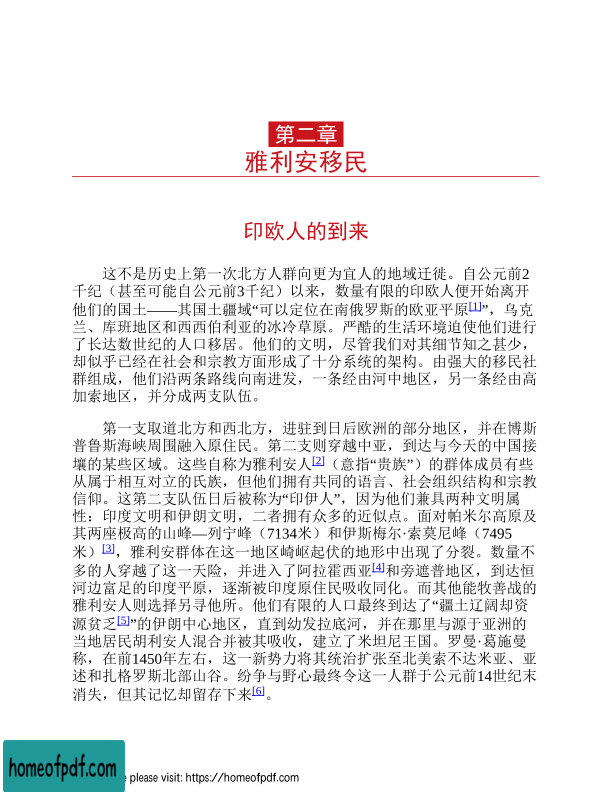 第二章
雅利安移民
印欧人的到来
这不是历史上第一次北方人群向更为宜人的地域迁徙。自公元前2
千纪（甚至可能自公元前3千纪）以来，数量有限的印欧人便开始离开
他们的国土——其国土疆域“可以定位在南俄罗斯的欧亚平原[1]”，乌克
兰、库班地区和西西伯利亚的冰冷草原。严酷的生活环境迫使他们进行
了长达数世纪的人口移居。他们的文明，尽管我们对其细节知之甚少，
却似乎已经在社会和宗教方面形成了十分系统的架构。由强大的移民社
群组成，他们沿两条路线向南进发，一条经由河中地区，另一条经由高
加索地区，并分成两支队伍。
第一支取道北方和西北方，进驻到日后欧洲的部分地区，并在博斯
普鲁斯海峡周围融入原住民。第二支则穿越中亚，到达与今天的中国接
壤的某些区域。这些自称为雅利安人[2]（意指“贵族”）的群体成员有些
从属于相互对立的民族，但他们拥有共同的语言、社会组织结构和宗教
信仰。这第二支队伍日后被称为“印伊人”，因为他们兼具两种文明属
性：印度文明和伊朗文明，二者拥有众多的近似点。面对帕米尔高原及
其两座极高的山峰—列宁峰（7134米）和伊斯梅尔·索莫尼峰（7495
米）[3]，雅利安群体在这一地区崎岖起伏的地形中出现了分裂。数量不
多的人穿越了这一天险，并进入了阿拉霍西亚[4]和旁遮普地区，到达恒
河边富足的印度平原，逐渐被印度原住民吸收同化。而其他能牧善战的
雅利安人则选择另寻他所。他们有限的人口最终到达了“疆土辽阔却资
源贫乏[5]”的伊朗中心地区，直到幼发拉底河，并在那里与源于亚洲的
当地居民胡利安人混合并被其吸收，建立了米坦尼王国。罗曼·葛施曼
称，在前1450年左右，这一新势力将其统治扩张至北美索不达米亚、亚
述和扎格罗斯北部山谷。纷争与野心最终令这一人群于公元前14世纪末
消失，但其记忆却留存下来[6]。
homeofpdf.com
e please visit: https://homeofpdf.com